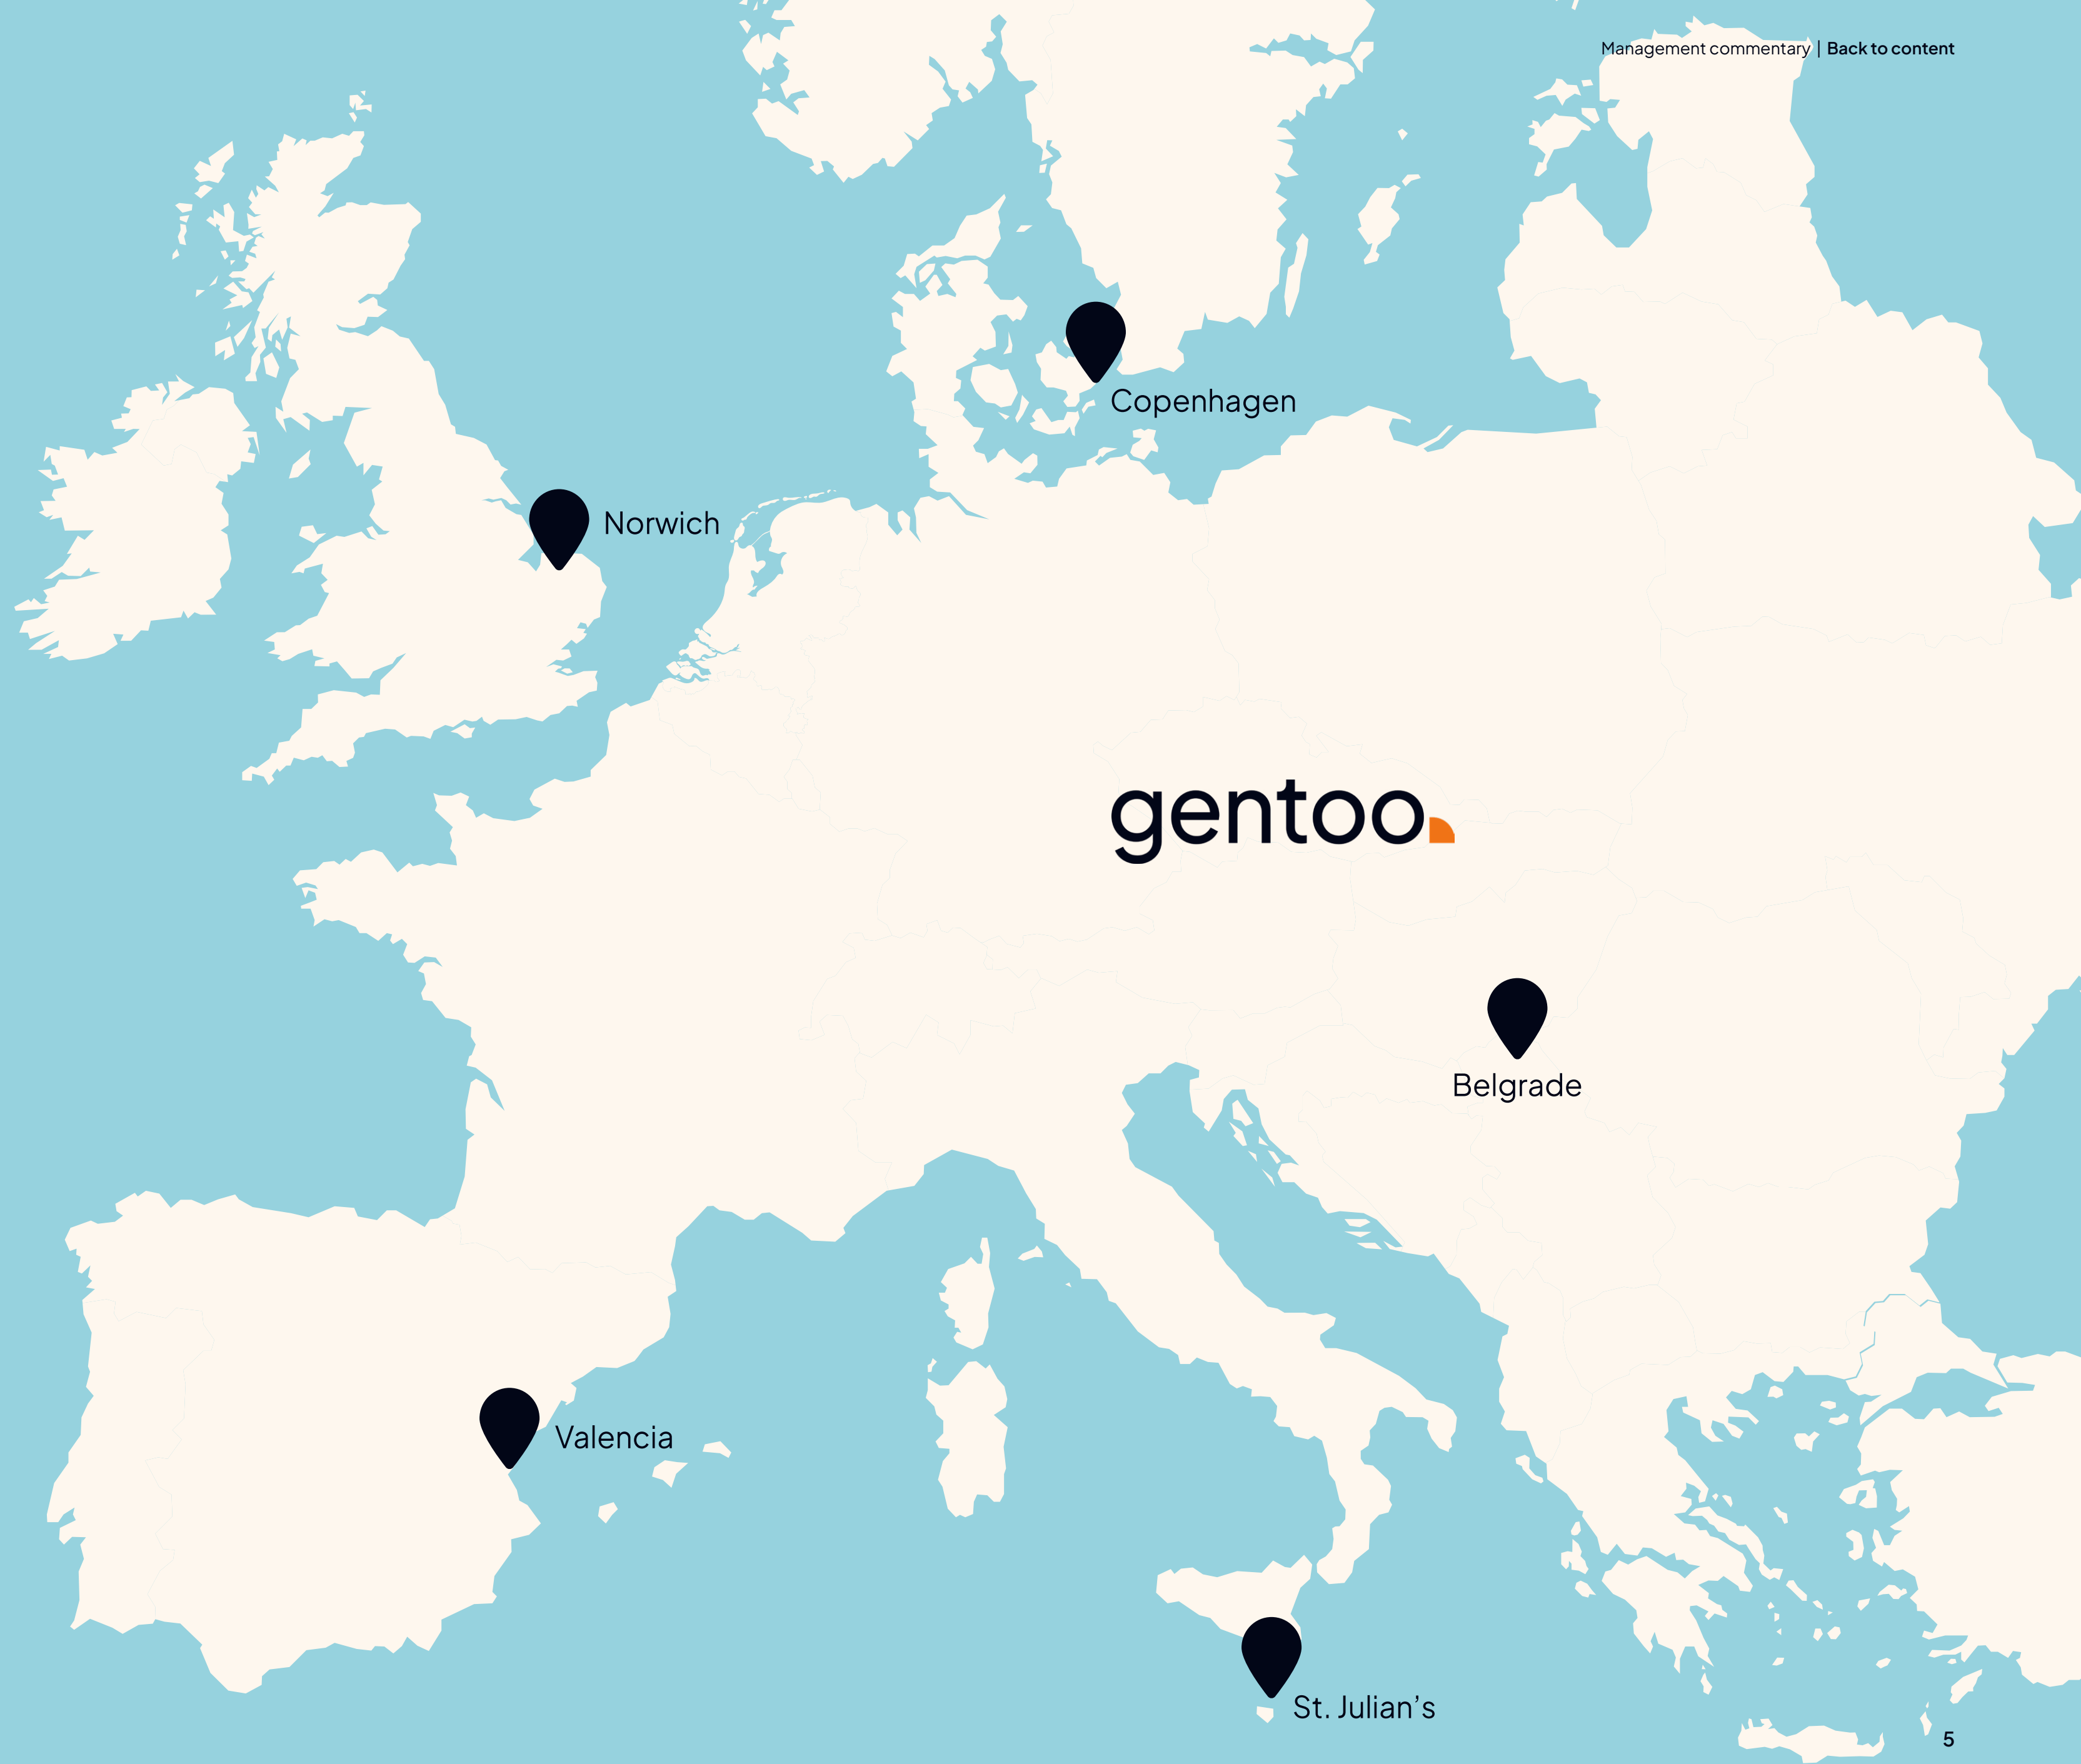 Management commentary | Back to content
Copenhagen
Norwich
gentoo.
Belgrade
Valencia
St. Julian’s
5